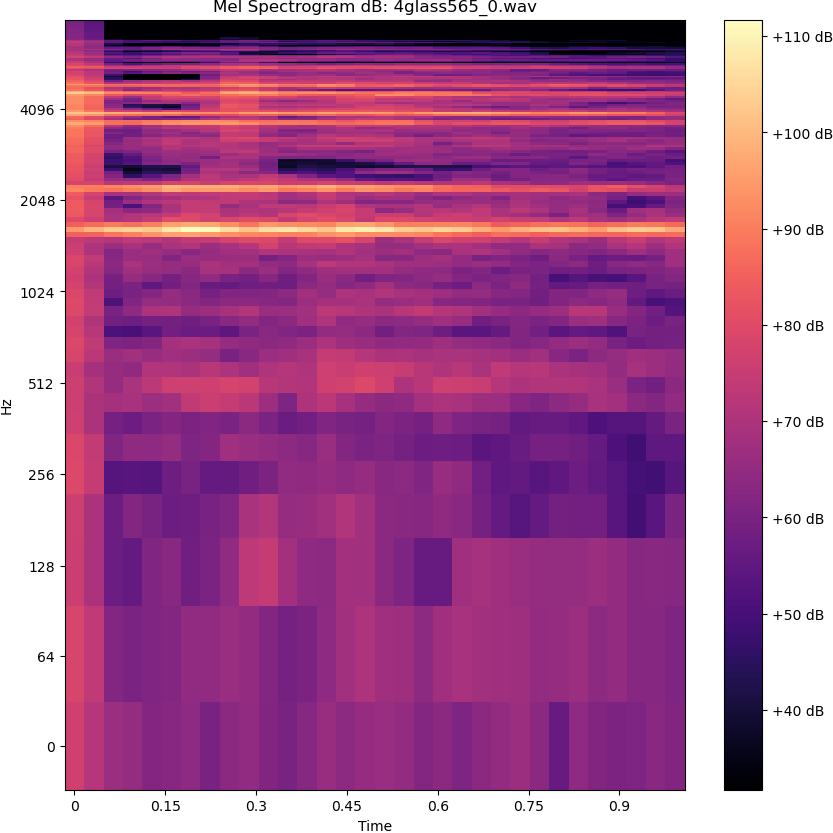 Mel Spectrogram dB: 4glass565_0.wav
+110 dB
4096
+100 dB
2048
+90 dB
1024
+80 dB
512
+70 dB
Hz
256
+60 dB
128
+50 dB
64
+40 dB
0
0 0.15 0.3 0.45 0.6 0.75 0.9
Time